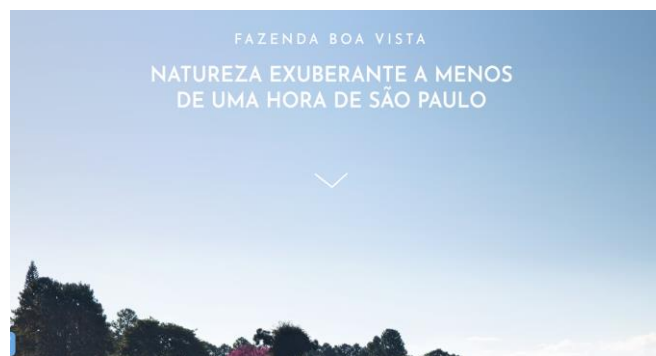 FAZENDA BOA VISTA
NATUREZA EXUBERANTE A MENOS
DE UMA HORA DE SÃO PAULO